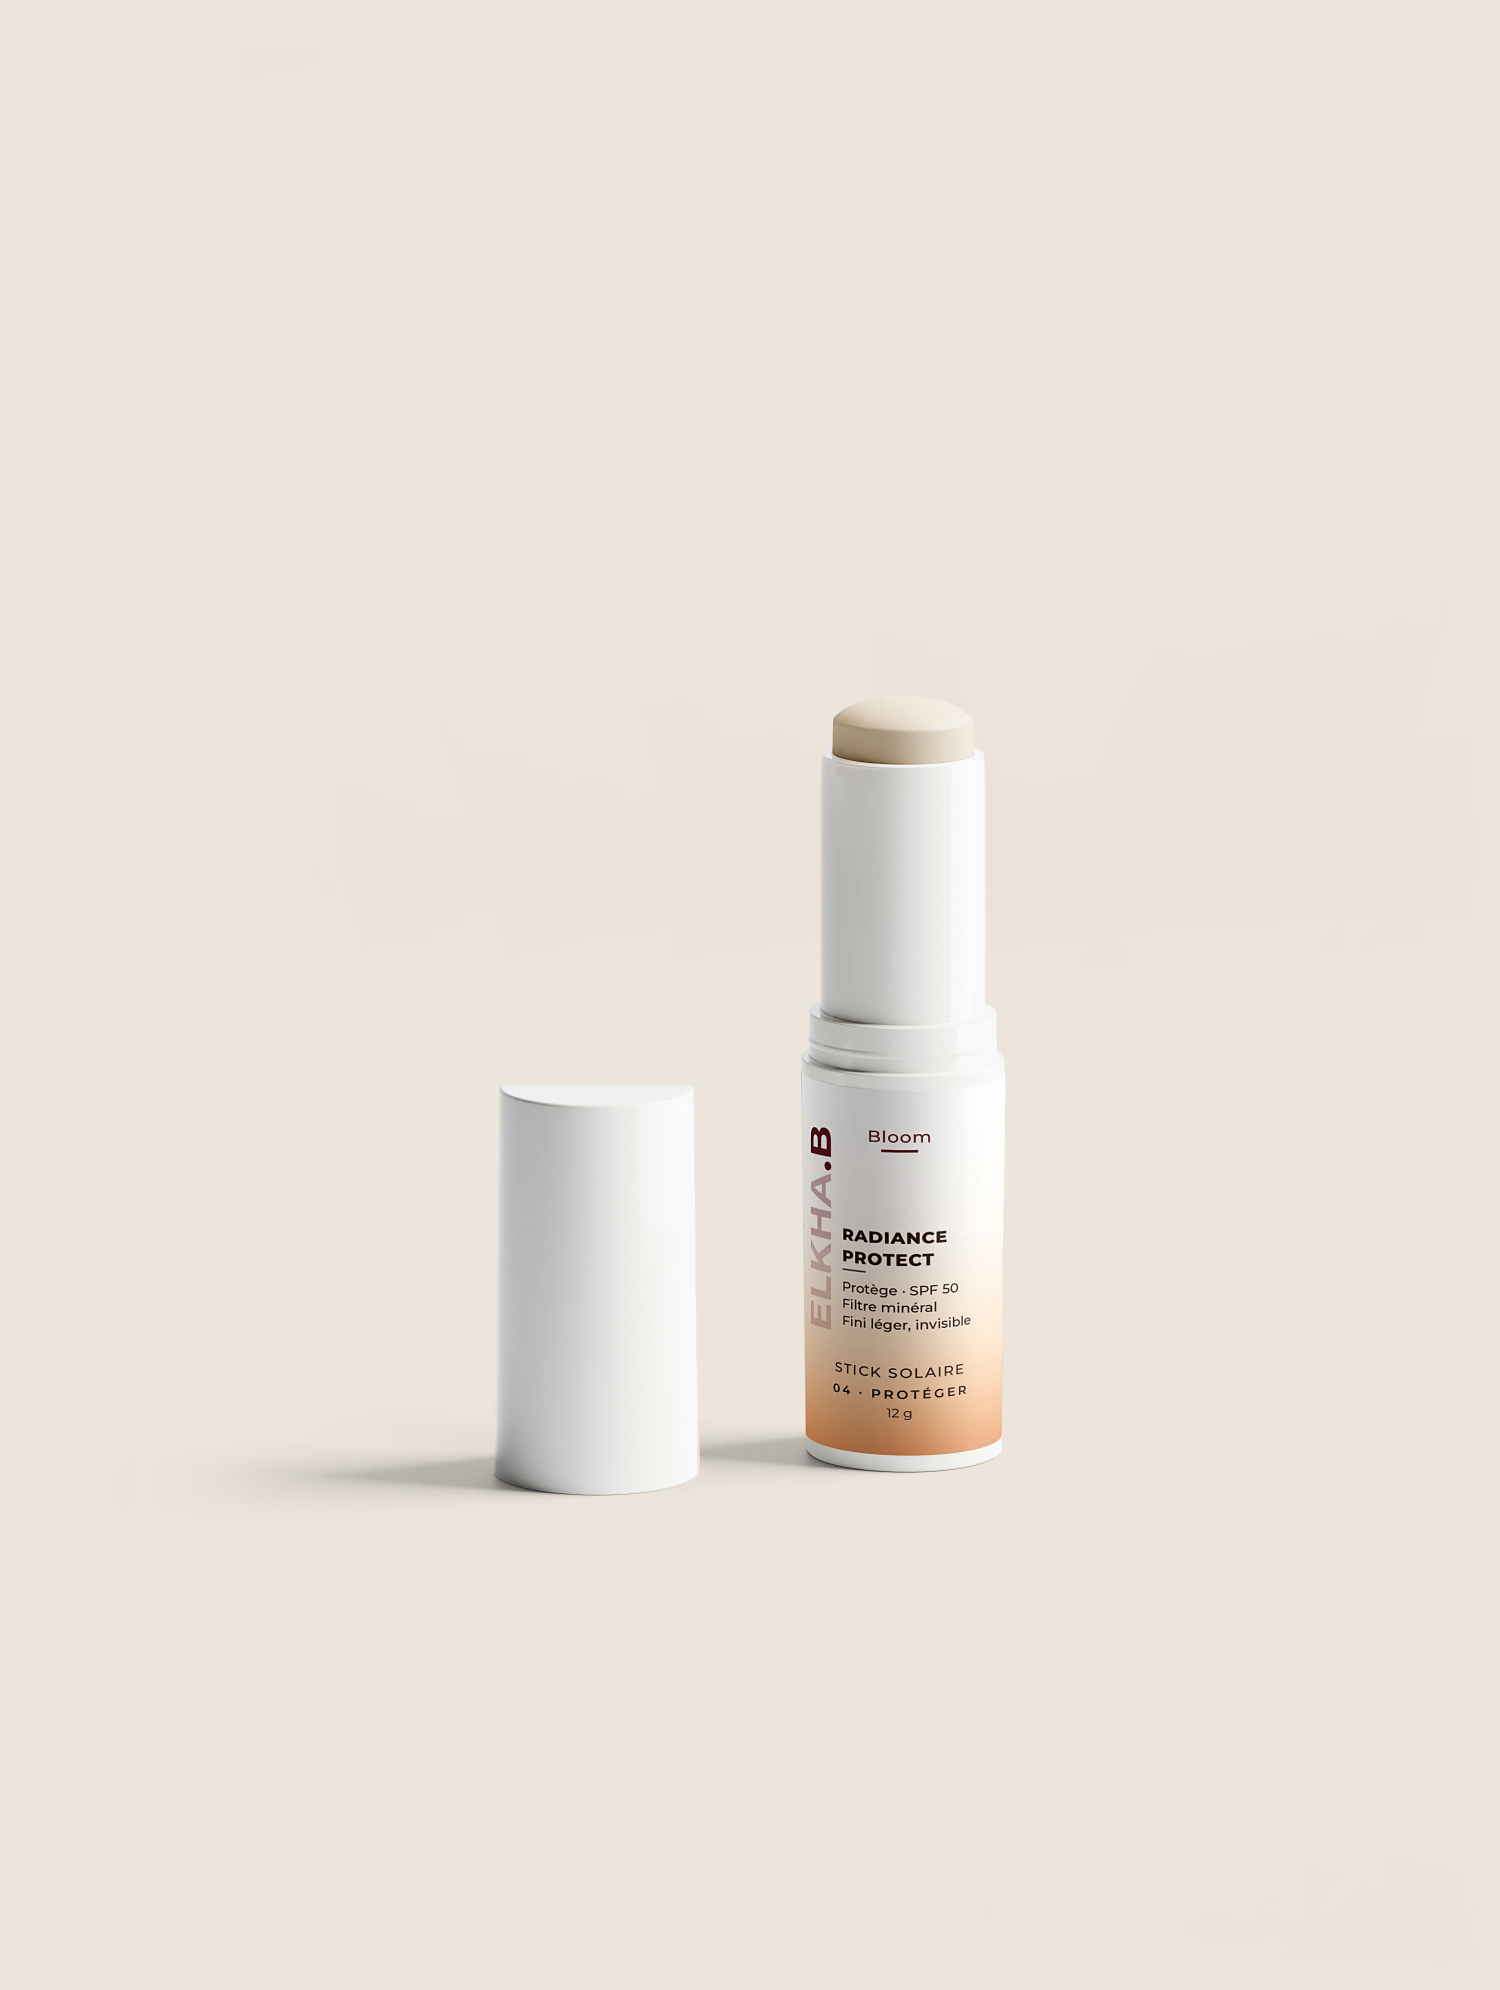 Bloom
ELKHA.B
RADIANCE
PROTECT
Protège · SPF 50
Filtre minéral
Fini léger, invisible
STICK SOLAIRE
04 · PROTÉGER
12 g